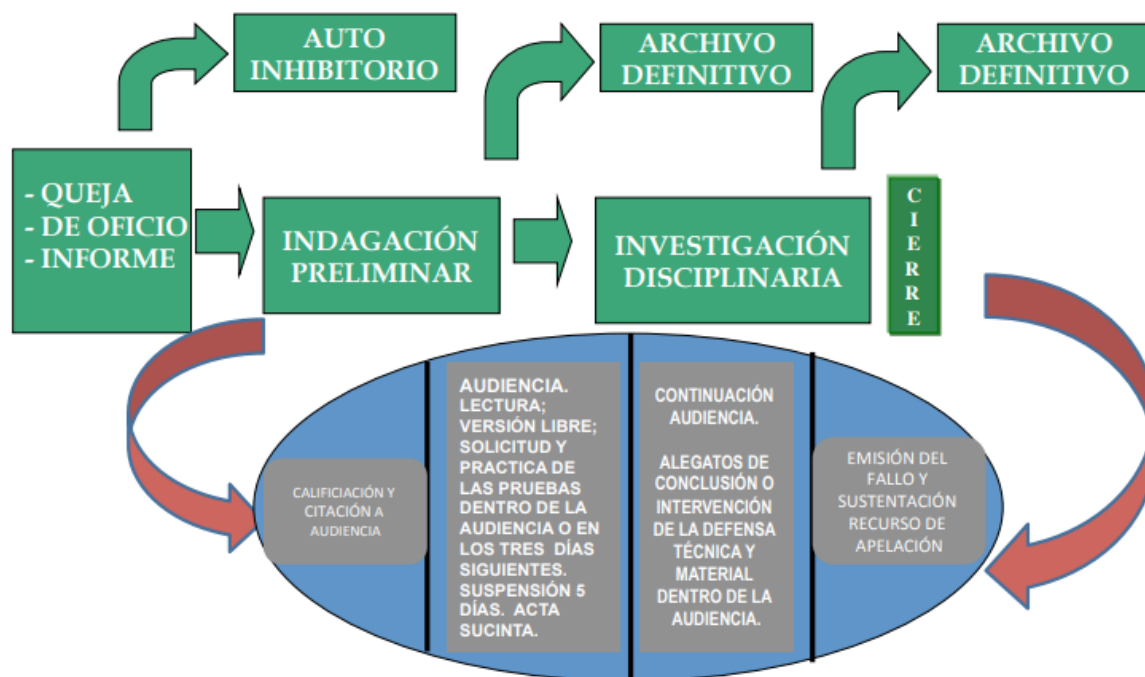 AUTO
INHIBITORIO
ARCHIVO
DEFINITIVO
ARCHIVO
DEFINITIVO
- QUEJA
- DE OFICIO
- INFORME
INDAGACIÓN
PRELIMINAR
INVESTIGACIÓN
DISCIPLINARIA
C
I
E
R
R
E
CALIFICIACIÓN Y
CITACIÓN A
AUDIENCIA
AUDIENCIA.
LECTURA;
VERSIÓN LIBRE;
SOLICITUD Y
PRACTICA DE
LAS PRUEBAS
DENTRO DE LA
AUDIENCIA O EN
LOS TRES DÍAS
SIGUIENTES.
SUSPENSIÓN 5
DÍAS. ACTA
SUCINTA.
CONTINUACIÓN
AUDIENCIA.
ALEGATOS DE
CONCLUSIÓN O
INTERVENCIÓN
DE LA DEFENSA
TÉCNICA Y
MATERIAL
DENTRO DE LA
AUDIENCIA.
EMISIÓN DEL
FALLO Y
SUSTENTACIÓN
RECURSO DE
APELACIÓN